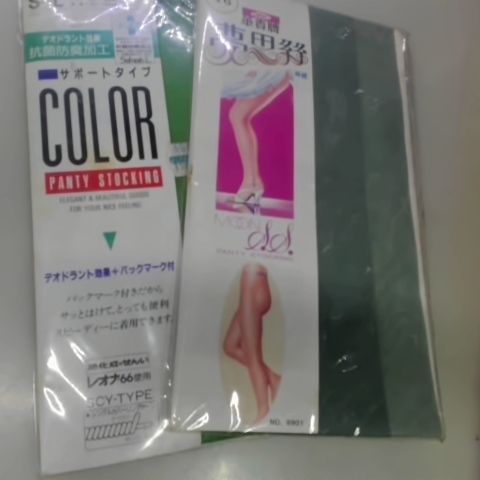 S~L
デオドラント効果
抗菌防臭加工
サポートタイプ
COLOR
PANTY STOCKING
ELEGANT & BEAUTIFUL GOODS
FOR YOUR NICE FEELING
デオドラント効果+バックマーク付
バックマーク付きだから
サッとはけて、とっても便利
スピーディーに着用できます。
レオナ66使用
SCY-TYPE
PANTY STOCKING
NO. 8901